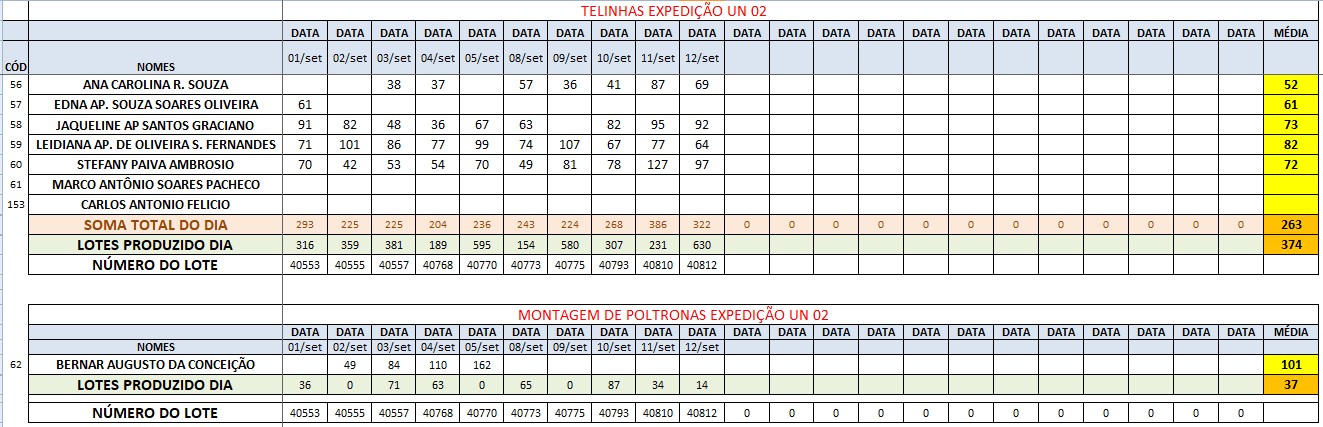 TELINHAS EXPEDIÇÃO UN 02
DATA DATA DATA DATA DATA DATA DATA DATA DATA DATA DATA DATA DATA DATA DATA DATA DATA DATA DATA DATA DATA DATA MÉDIA
CÓD NOMES 01/set 02/set 03/set 04/set 05/set 08/set 09/set 10/set 11/set 12/set
56 ANA CAROLINA R. SOUZA 38 37 57 36 41 87 69 52
57 EDNA AP. SOUZA SOARES OLIVEIRA 61 61
58 JAQUELINE AP SANTOS GRACIANO 91 82 48 36 67 63 82 95 92 73
59 LEIDIANA AP. DE OLIVEIRA S. FERNANDES 71 101 86 77 99 74 107 67 77 64 82
60 STEFANY PAIVA AMBROSIO 70 42 53 54 70 49 81 78 127 97 72
61 MARCO ANTÔNIO SOARES PACHECO
153 CARLOS ANTONIO FELICIO
SOMA TOTAL DO DIA 293 225 225 204 236 243 224 268 386 322 0 0 0 0 0 0 0 0 0 0 0 0 263
LOTES PRODUZIDO DIA 316 359 381 189 595 154 580 307 231 630 374
NÚMERO DO LOTE 40553 40555 40557 40768 40770 40773 40775 40793 40810 40812
MONTAGEM DE POLTRONAS EXPEDIÇÃO UN 02
DATA DATA DATA DATA DATA DATA DATA DATA DATA DATA DATA DATA DATA DATA DATA DATA DATA DATA DATA DATA DATA DATA MÉDIA
NOMES 01/set 02/set 03/set 04/set 05/set 08/set 09/set 10/set 11/set 12/set
62 BERNAR AUGUSTO DA CONCEIÇÃO 49 84 110 162 101
LOTES PRODUZIDO DIA 36 0 71 63 0 65 0 87 34 14 37
NÚMERO DO LOTE 40553 40555 40557 40768 40770 40773 40775 40793 40810 40812 0 0 0 0 0 0 0 0 0 0 0 0